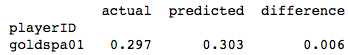 actual predicted difference
playerID
goldspa01 0.297 0.303 0.006